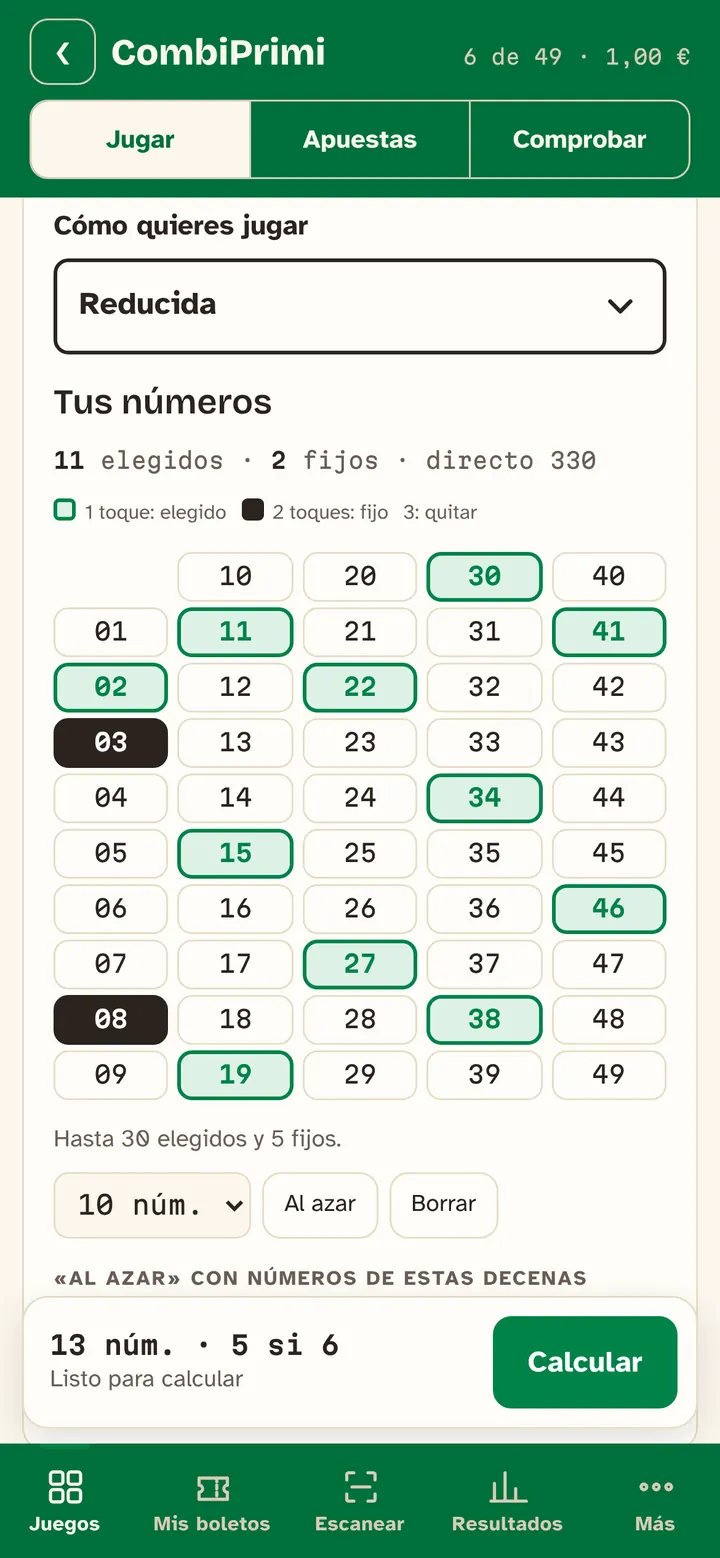 CombiPrimi
6 de 49 · 1,00 €
Jugar Apuestas Comprobar
Cómo quieres jugar
Reducida
Tus números
11 elegidos · 2 fijos · directo 330
1 toque: elegido 2 toques: fijo 3: quitar
10 20 30 40
01 11 21 31 41
02 12 22 32 42
03 13 23 33 43
04 14 24 34 44
05 15 25 35 45
06 16 26 36 46
07 17 27 37 47
08 18 28 38 48
09 19 29 39 49
Hasta 30 elegidos y 5 fijos.
10 núm. Al azar Borrar
«AL AZAR» CON NÚMEROS DE ESTAS DECENAS
13 núm. · 5 si 6
Listo para calcular
Calcular
Juegos Mis boletos Escanear Resultados Más